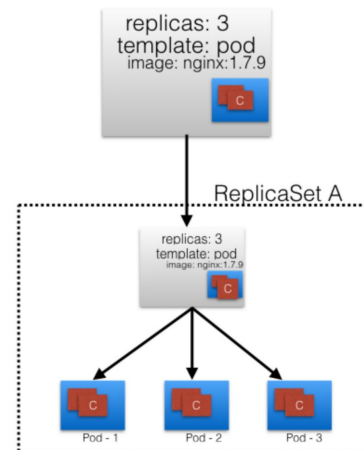 replicas: 3
template: pod
image: nginx:1.7.9
C
ReplicaSet A
replicas: 3
template: pod
image: nginx:1.7.9
C
C
C
C
Pod - 1
Pod - 2
Pod - 3